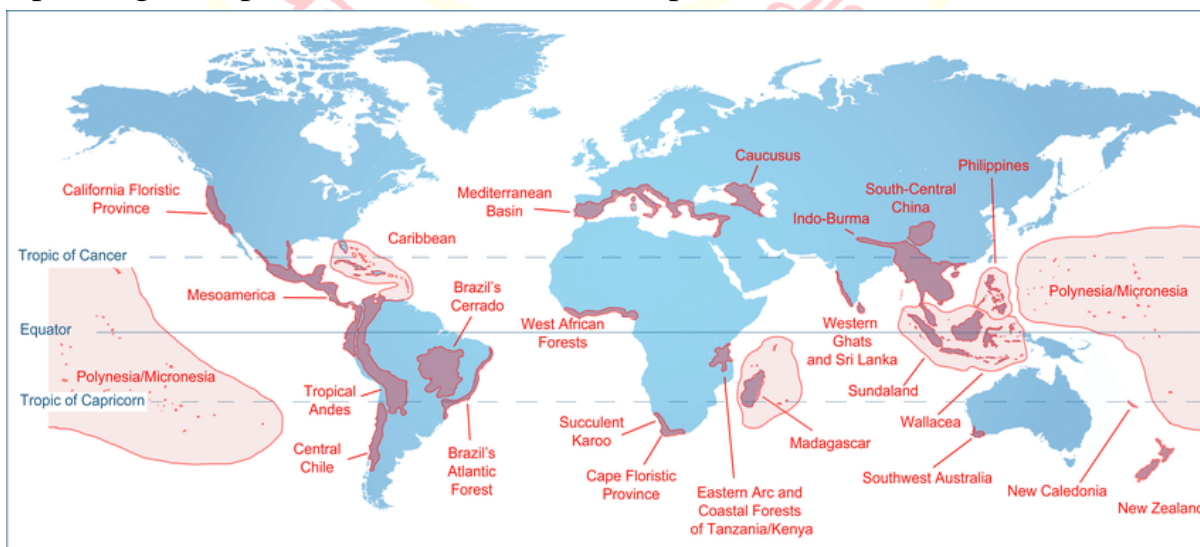 California Floristic
Province
Tropic of Cancer
Mesoamerica
Equator
Polynesia/Micronesia
Tropic of Capricorn
Caribbean
Brazil's
Cerrado
Tropical
Andes
Central
Chile
Brazil's
Atlantic
Forest
Mediterranean
Basin
Caucusus
West African
Forests
Succulent
Karoo
Cape Floristic
Province
Eastern Arc and
Coastal Forests
of Tanzania/Kenya
Madagascar
Indo-Burma
South-Central
China
Philippines
Western
Ghats
and Sri Lanka
Sundaland
Wallacea
Polynesia/Micronesia
Southwest Australia
New Caledonia
New Zealand